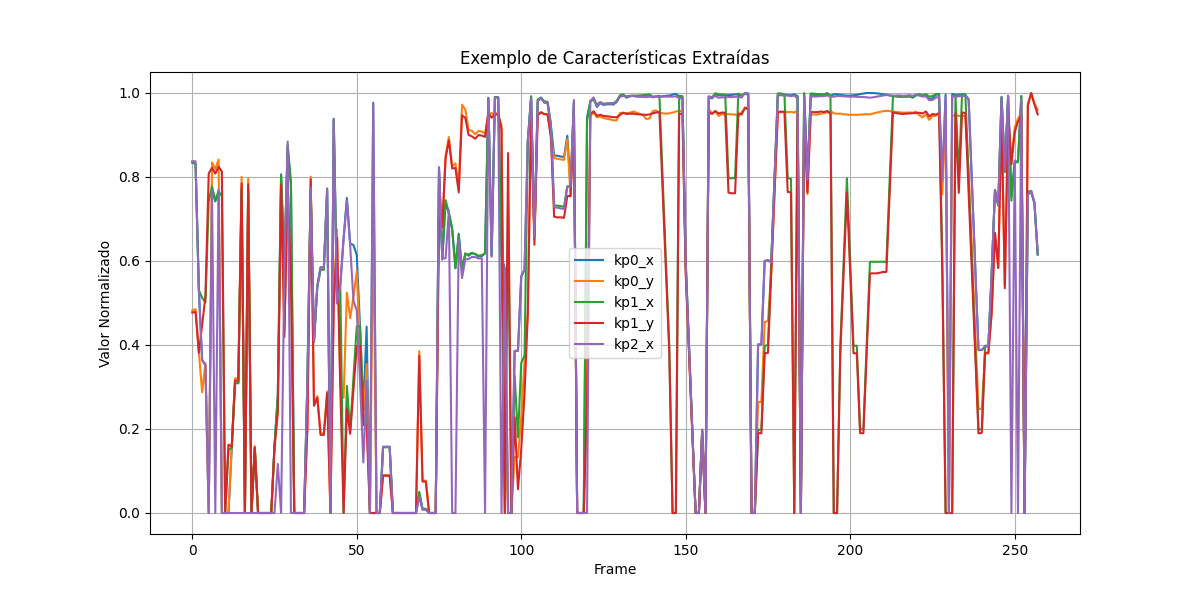 Exemplo de Características Extraídas
Valor Normalizado
1.0
0.8
0.6
0.4
0.2
0.0
kp0_x
kp0_y
kp1_x
kp1_y
kp2_x
0
50
100
150
200
250
Frame